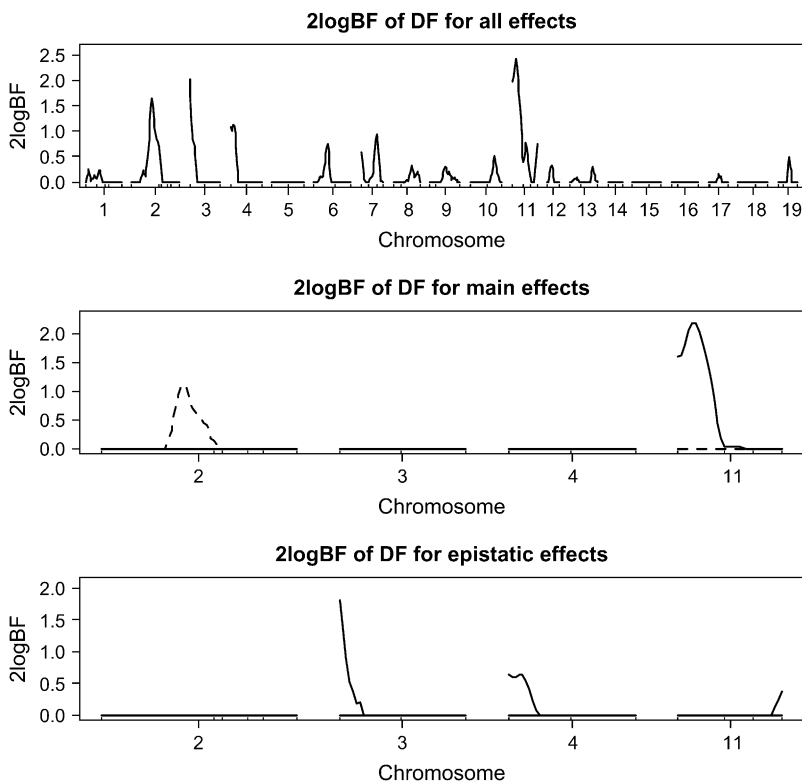 2logBF of DF for all effects
2logBF
2.5
2.0
1.5
1.0
0.5
0.0
1 2 3 4 5 6 7 8 9 10 11 12 13 14 15 16 17 18 19
Chromosome
2logBF of DF for main effects
2logBF
2.0
1.5
1.0
0.5
0.0
2 3 4 11
Chromosome
2logBF of DF for epistatic effects
2logBF
2.0
1.5
1.0
0.5
0.0
2 3 4 11
Chromosome